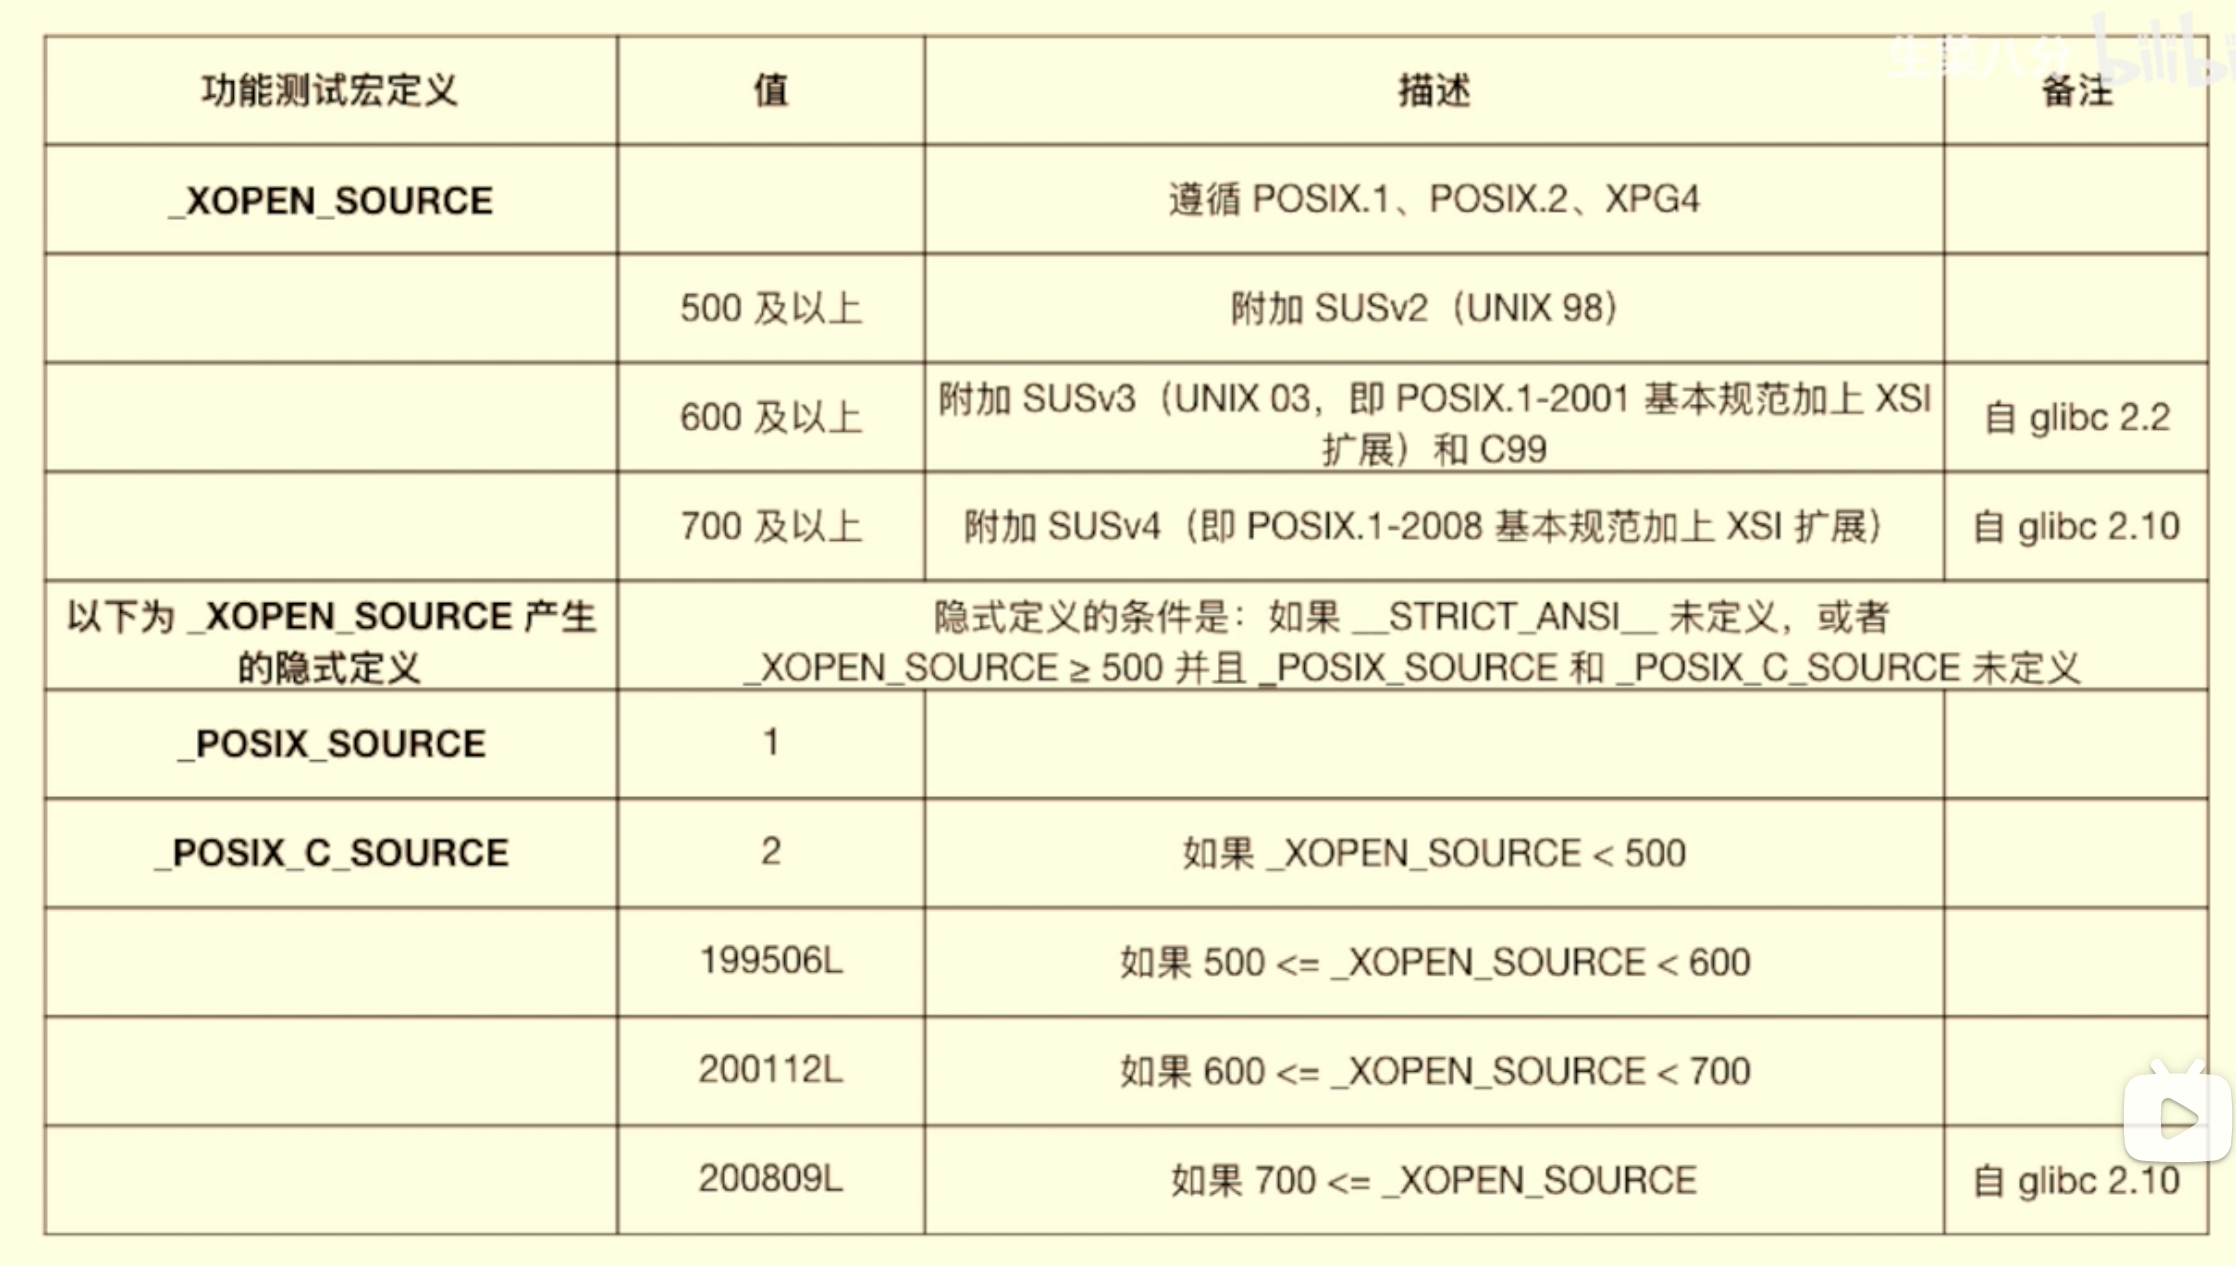 生菜八分 bilibi
功能测试宏定义 值 描述 备注
_XOPEN_SOURCE 遵循 POSIX.1、POSIX.2、XPG4
500 及以上 附加 SUSv2（UNIX 98）
600 及以上 附加 SUSv3（UNIX 03，即 POSIX.1-2001 基本规范加上 XSI 自 glibc 2.2
扩展）和 C99
700 及以上 附加 SUSv4（即 POSIX.1-2008 基本规范加上 XSI 扩展） 自 glibc 2.10
以下为 _XOPEN_SOURCE 产生 隐式定义的条件是：如果 __STRICT_ANSI__ 未定义，或者
的隐式定义 _XOPEN_SOURCE ≥ 500 并且 _POSIX_SOURCE 和 _POSIX_C_SOURCE 未定义
_POSIX_SOURCE 1
_POSIX_C_SOURCE 2 如果 _XOPEN_SOURCE < 500
199506L 如果 500 <= _XOPEN_SOURCE < 600
200112L 如果 600 <= _XOPEN_SOURCE < 700
200809L 如果 700 <= _XOPEN_SOURCE 自 glibc 2.10